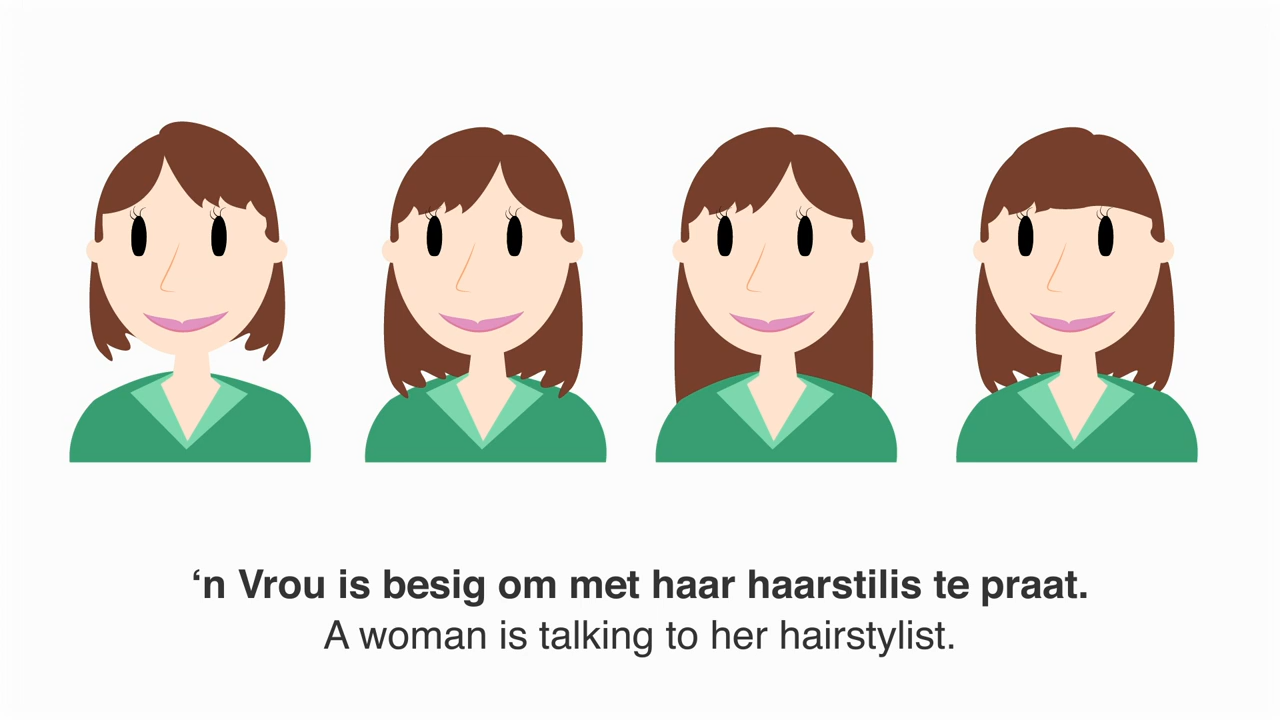 ‘n Vrou is besig om met haar haarstilis te praat.
A woman is talking to her hairstylist.